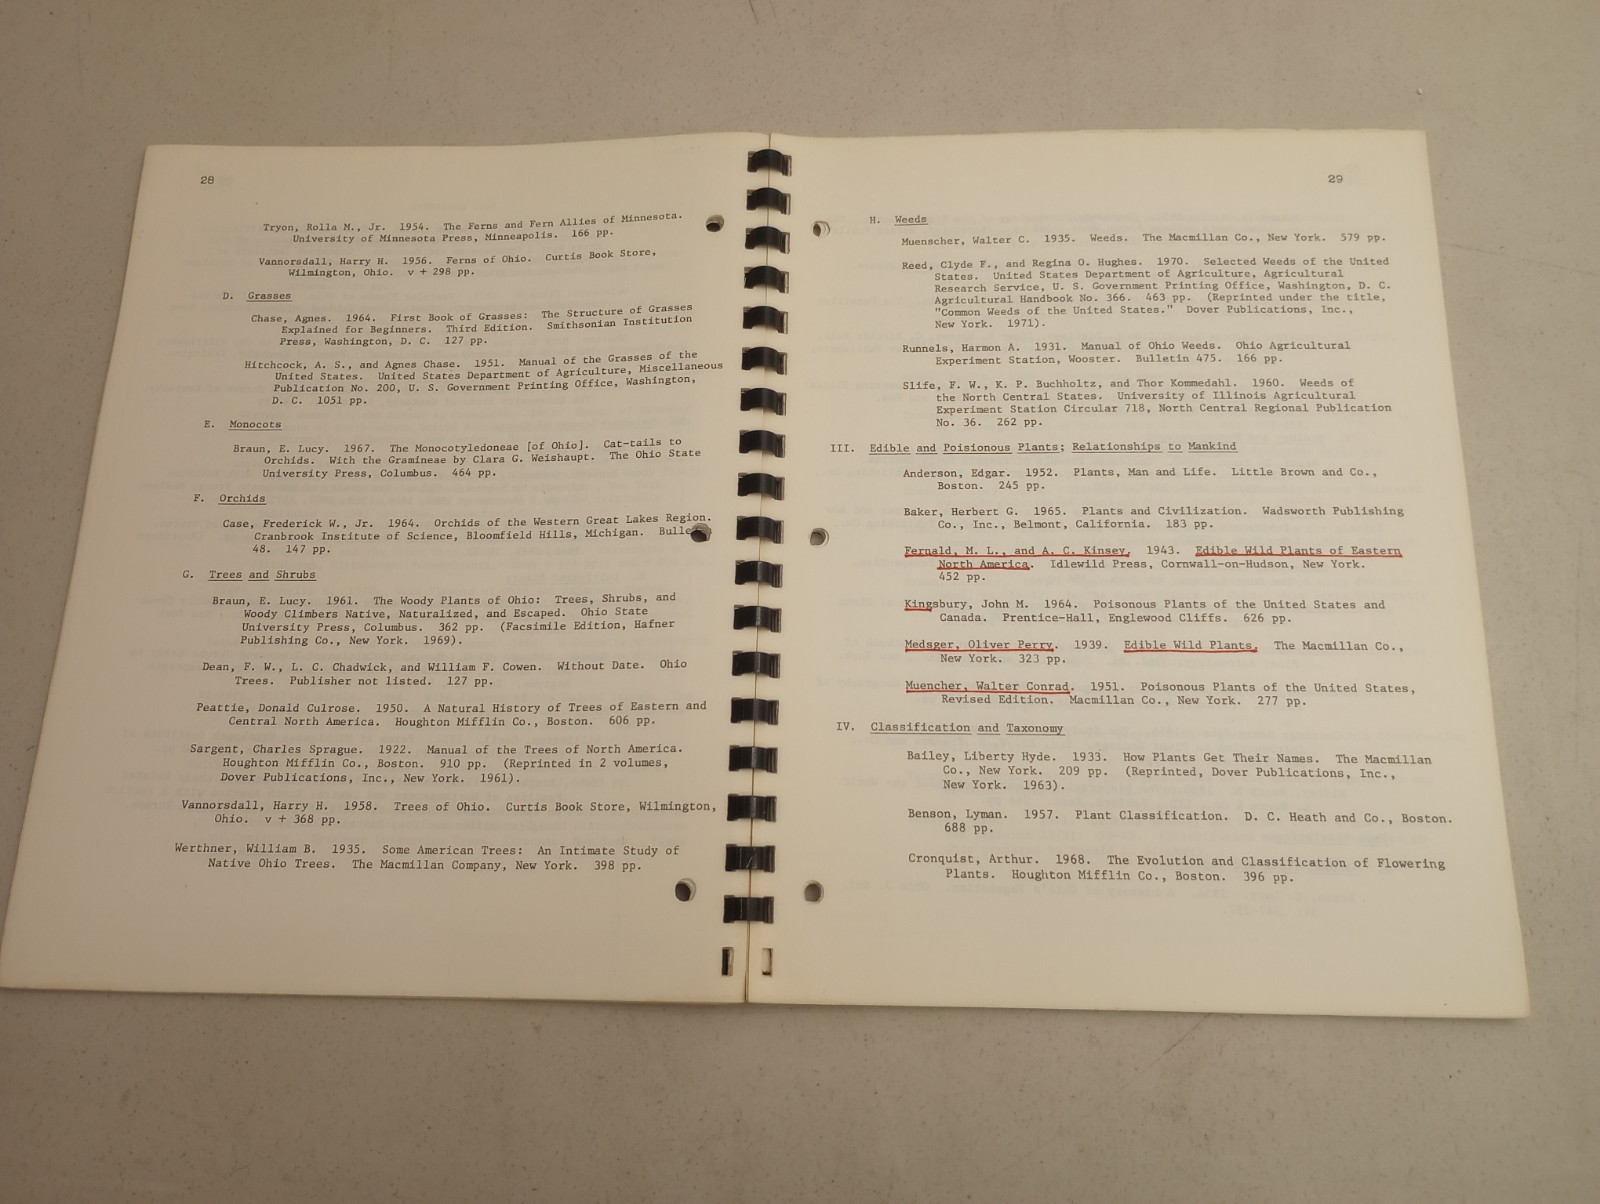 28
Tryon, Rolla M., Jr. 1954. The Ferns and Fern Allies of Minnesota.
University of Minnesota Press, Minneapolis. 166 pp.
Vannorsdall, Harry H. 1956. Ferns of Ohio. Curtis Book Store,
Wilmington, Ohio. v + 298 pp.
D. Grasses
Chase, Agnes. 1964. First Book of Grasses: The Structure of Grasses
Explained for Beginners. Third Edition. Smithsonian Institution
Press, Washington, D. C. 127 pp.
Hitchcock, A. S., and Agnes Chase. 1951. Manual of the Grasses of the
United States. United States Department of Agriculture, Miscellaneous
Publication No. 200, U. S. Government Printing Office, Washington,
D. C. 1051 pp.
E. Monocots
Braun, E. Lucy. 1967. The Monocotyledoneae [of Ohio]. Cat-tails to
Orchids. With the Gramineae by Clara G. Weishaupt. The Ohio State
University Press, Columbus. 464 pp.
F. Orchids
Case, Frederick W., Jr. 1964. Orchids of the Western Great Lakes Region.
Cranbrook Institute of Science, Bloomfield Hills, Michigan. Bulle
48. 147 pp.
G. Trees and Shrubs
Braun, E. Lucy. 1961. The Woody Plants of Ohio: Trees, Shrubs, and
Woody Climbers Native, Naturalized, and Escaped. Ohio State
University Press, Columbus. 362 pp. (Facsimile Edition, Hafner
Publishing Co., New York. 1969).
Dean, F. W., L. C. Chadwick, and William F. Cowen. Without Date. Ohio
Trees. Publisher not listed. 127 pp.
Peattie, Donald Culrose. 1950. A Natural History of Trees of Eastern and
Central North America. Houghton Mifflin Co., Boston. 606 pp.
Sargent, Charles Sprague. 1922. Manual of the Trees of North America.
Houghton Mifflin Co., Boston. 910 pp. (Reprinted in 2 volumes,
Dover Publications, Inc., New York. 1961).
Vannorsdall, Harry H. 1958. Trees of Ohio. Curtis Book Store, Wilmington,
Ohio. v + 368 pp.
Werthner, William B. 1935. Some American Trees: An Intimate Study of
Native Ohio Trees. The Macmillan Company, New York. 398 pp.
29
H. Weeds
Muenscher, Walter C. 1935. Weeds. The Macmillan Co., New York. 579 pp.
Reed, Clyde F., and Regina O. Hughes. 1970. Selected Weeds of the United
States. United States Department of Agriculture, Agricultural
Research Service, U. S. Government Printing Office, Washington, D. C.
Agricultural Handbook No. 366. 463 pp. (Reprinted under the title,
"Common Weeds of the United States." Dover Publications, Inc.,
New York. 1971).
Runnels, Harmon A. 1931. Manual of Ohio Weeds. Ohio Agricultural
Experiment Station, Wooster. Bulletin 475. 166 pp.
Slife, F. W., K. P. Buchholtz, and Thor Kommedahl. 1960. Weeds of
the North Central States. University of Illinois Agricultural
Experiment Station Circular 718, North Central Regional Publication
No. 36. 262 pp.
III. Edible and Poisionous Plants; Relationships to Mankind
Anderson, Edgar. 1952. Plants, Man and Life. Little Brown and Co.,
Boston. 245 pp.
Baker, Herbert G. 1965. Plants and Civilization. Wadsworth Publishing
Co., Inc., Belmont, California. 183 pp.
Fernald, M. L., and A. C. Kinsey. 1943. Edible Wild Plants of Eastern
North America. Idlewild Press, Cornwall-on-Hudson, New York.
452 pp.
Kingsbury, John M. 1964. Poisonous Plants of the United States and
Canada. Prentice-Hall, Englewood Cliffs. 626 pp.
Medsger, Oliver Perry. 1939. Edible Wild Plants. The Macmillan Co.,
New York. 323 pp.
Muencher, Walter Conrad. 1951. Poisonous Plants of the United States,
Revised Edition. Macmillan Co., New York. 277 pp.
IV. Classification and Taxonomy
Bailey, Liberty Hyde. 1933. How Plants Get Their Names. The Macmillan
Co., New York. 209 pp. (Reprinted, Dover Publications, Inc.,
New York. 1963).
Benson, Lyman. 1957. Plant Classification. D. C. Heath and Co., Boston.
688 pp.
Cronquist, Arthur. 1968. The Evolution and Classification of Flowering
Plants. Houghton Mifflin Co., Boston. 396 pp.